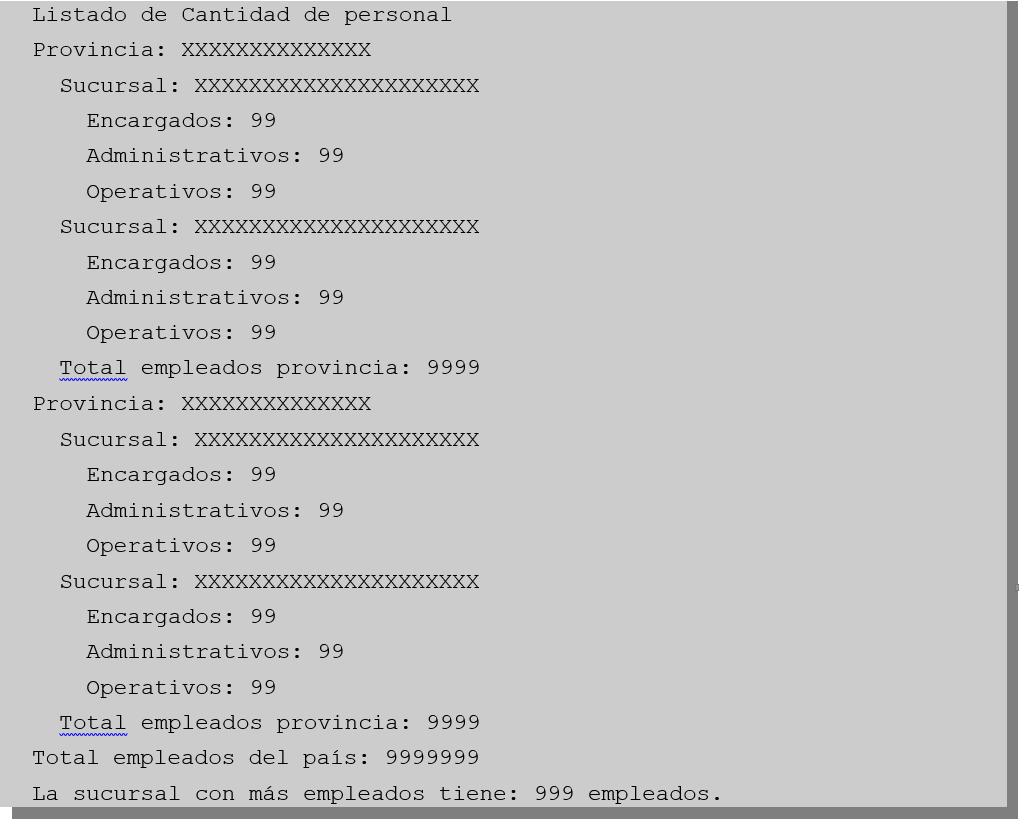 Listado de Cantidad de personal
Provincia: XXXXXXXXXXXXXX
Sucursal: XXXXXXXXXXXXXXXXXXXXX
Encargados: 99
Administrativos: 99
Operativos: 99
Sucursal: XXXXXXXXXXXXXXXXXXXXX
Encargados: 99
Administrativos: 99
Operativos: 99
Total empleados provincia: 9999
Provincia: XXXXXXXXXXXXXX
Sucursal: XXXXXXXXXXXXXXXXXXXXX
Encargados: 99
Administrativos: 99
Operativos: 99
Sucursal: XXXXXXXXXXXXXXXXXXXXX
Encargados: 99
Administrativos: 99
Operativos: 99
Total empleados provincia: 9999
Total empleados del país: 9999999
La sucursal con más empleados tiene: 999 empleados.